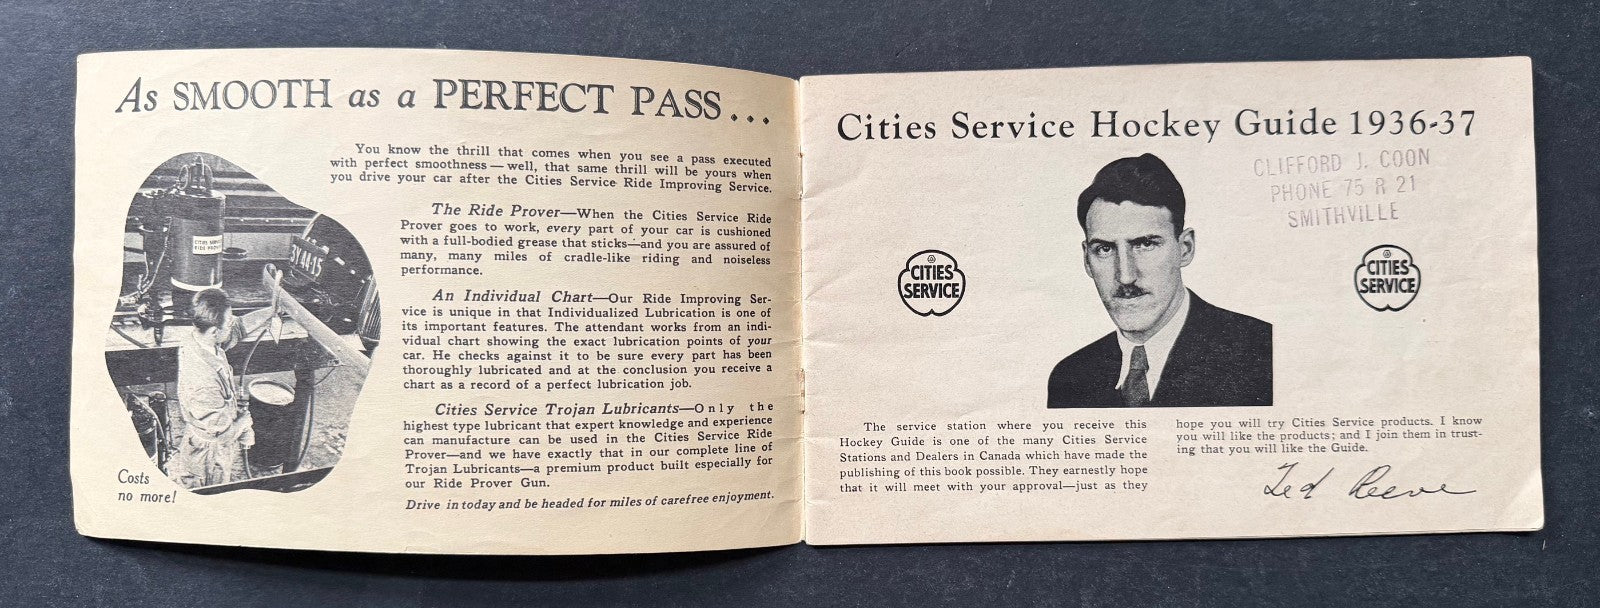 As SMOOTH as a PERFECT PASS...
You know the thrill that comes when you see a pass executed
with perfect smoothness — well, that same thrill will be yours when
you drive your car after the Cities Service Ride Improving Service.
The Ride Prover—When the Cities Service Ride
Prover goes to work, every part of your car is cushioned
with a full-bodied grease that sticks—and you are assured of
many, many miles of cradle-like riding and noiseless
performance.
An Individual Chart—Our Ride Improving Ser-
vice is unique in that Individualized Lubrication is one of
its important features. The attendant works from an indi-
vidual chart showing the exact lubrication points of your
car. He checks against it to be sure every part has been
thoroughly lubricated and at the conclusion you receive a
chart as a record of a perfect lubrication job.
Cities Service Trojan Lubricants—Only the
highest type lubricant that expert knowledge and experience
can manufacture can be used in the Cities Service Ride
Prover—and we have exactly that in our complete line of
Trojan Lubricants—a premium product built especially for
our Ride Prover Gun.
Drive in today and be headed for miles of carefree enjoyment.
CITIES SERVICE
RIDE PROVER
3Y 44-15
Costs
no more!
Cities Service Hockey Guide 1936-37
CLIFFORD J. COON
PHONE 75 R 21
SMITHVILLE
CITIES
SERVICE
CITIES
SERVICE
The service station where you receive this
Hockey Guide is one of the many Cities Service
Stations and Dealers in Canada which have made the
publishing of this book possible. They earnestly hope
that it will meet with your approval—just as they
hope you will try Cities Service products. I know
you will like the products; and I join them in trust-
ing that you will like the Guide.
Ted Reeve